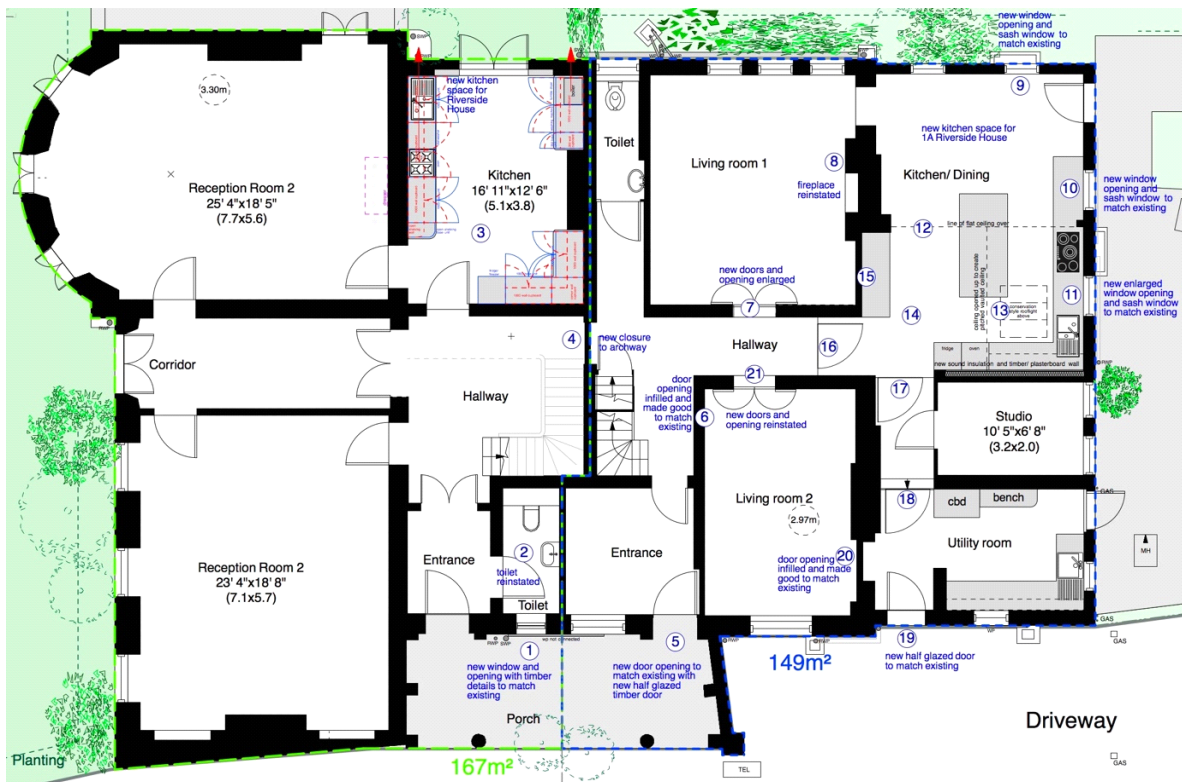 new window
opening and
sash window to
match existing
RWP
3.30m
new kitchen
space for
Riverside
House
Toilet
Living room 1
8
fireplace
reinstated
9
new kitchen space for
1A Riverside House
Kitchen/ Dining
10
new window
opening and
sash window to
match existing
Reception Room 2
25' 4"x18' 5"
(7.7x5.6)
Kitchen
16' 11"x12' 6"
(5.1x3.8)
3
12
line of flat ceiling over
new doors and
opening enlarged
15
7
14
ceiling opened up to create
pitched vaulted ceiling
13
conservation
style rooflight
above
11
new enlarged
window opening
and sash window
to match existing
RWP
Corridor
4
new closure
to archway
Hallway
16
fridge
oven
new sound insulation and timber/ plasterboard wall
Hallway
21
door
opening
infilled and
made good
to match
existing
6
new doors and
opening reinstated
17
Studio
10' 5"x6' 8"
(3.2x2.0)
Living room 2
2.97m
18
cbd
bench
GAS
Utility room
MH
Entrance
2
toilet
reinstated
Toilet
Entrance
door opening
infilled and made
good to match
existing
20
Reception Room 2
23' 4"x18' 8"
(7.1x5.7)
1
new window and
opening with timber
details to match
existing
5
new door opening to
match existing with
new half glazed
timber door
19
new half glazed door
to match existing
GAS
GAS
149m²
Porch
Driveway
Planting
167m²
TEL
GAS